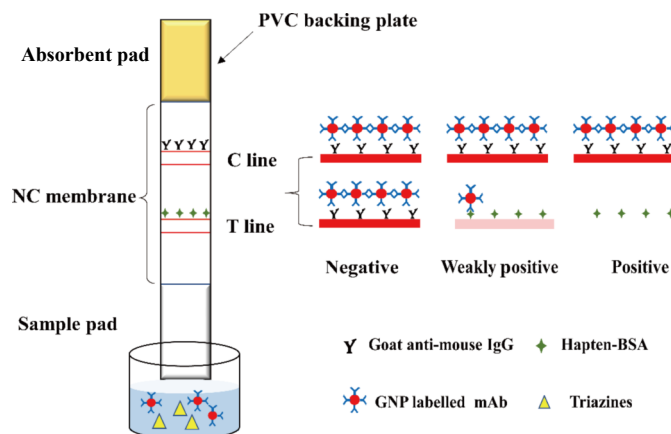 PVC backing plate
Absorbent pad
C line
NC membrane
T line
Negative
Weakly positive
Positive
Sample pad
Goat anti-mouse IgG
Hapten-BSA
GNP labelled mAb
Triazines